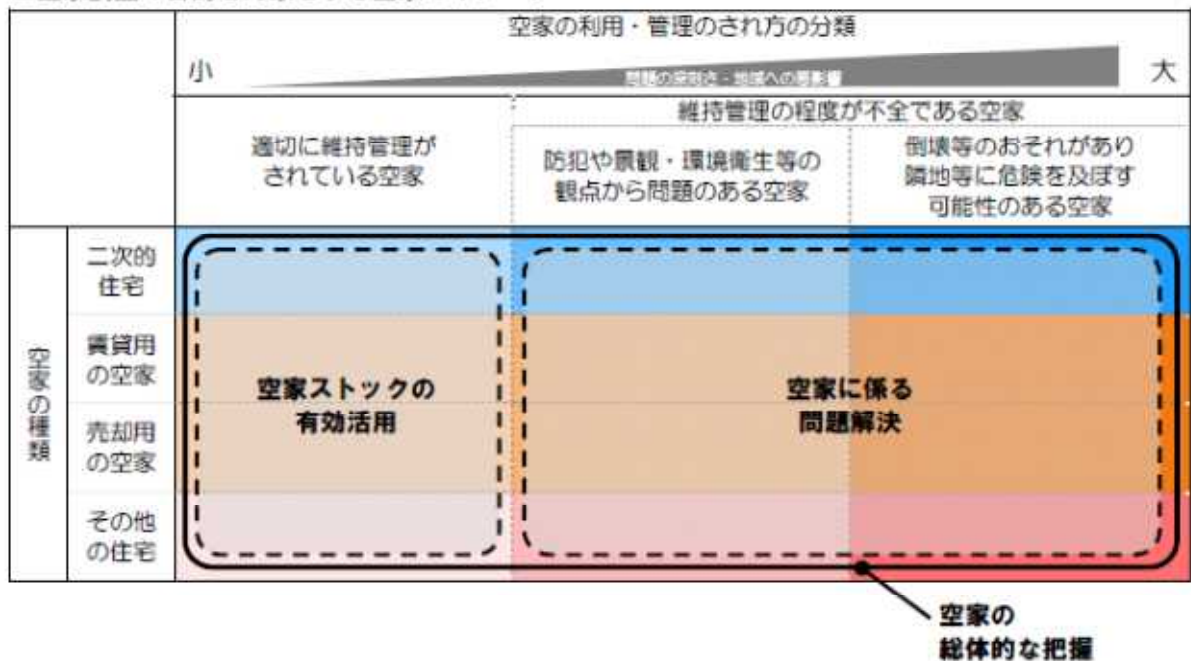 空家の利用・管理のされ方の分類
小
大
維持管理の程度が不全である空家
適切に維持管理が
されている空家
防犯や景観・環境衛生等の
観点から問題のある空家
倒壊等のおそれがあり
隣地等に危険を及ぼす
可能性のある空家
空家の種類
二次的
住宅
賃貸用
の空家
売却用
の空家
その他
の住宅
空家ストックの
有効活用
空家に係る
問題解決
空家の
総体的な把握